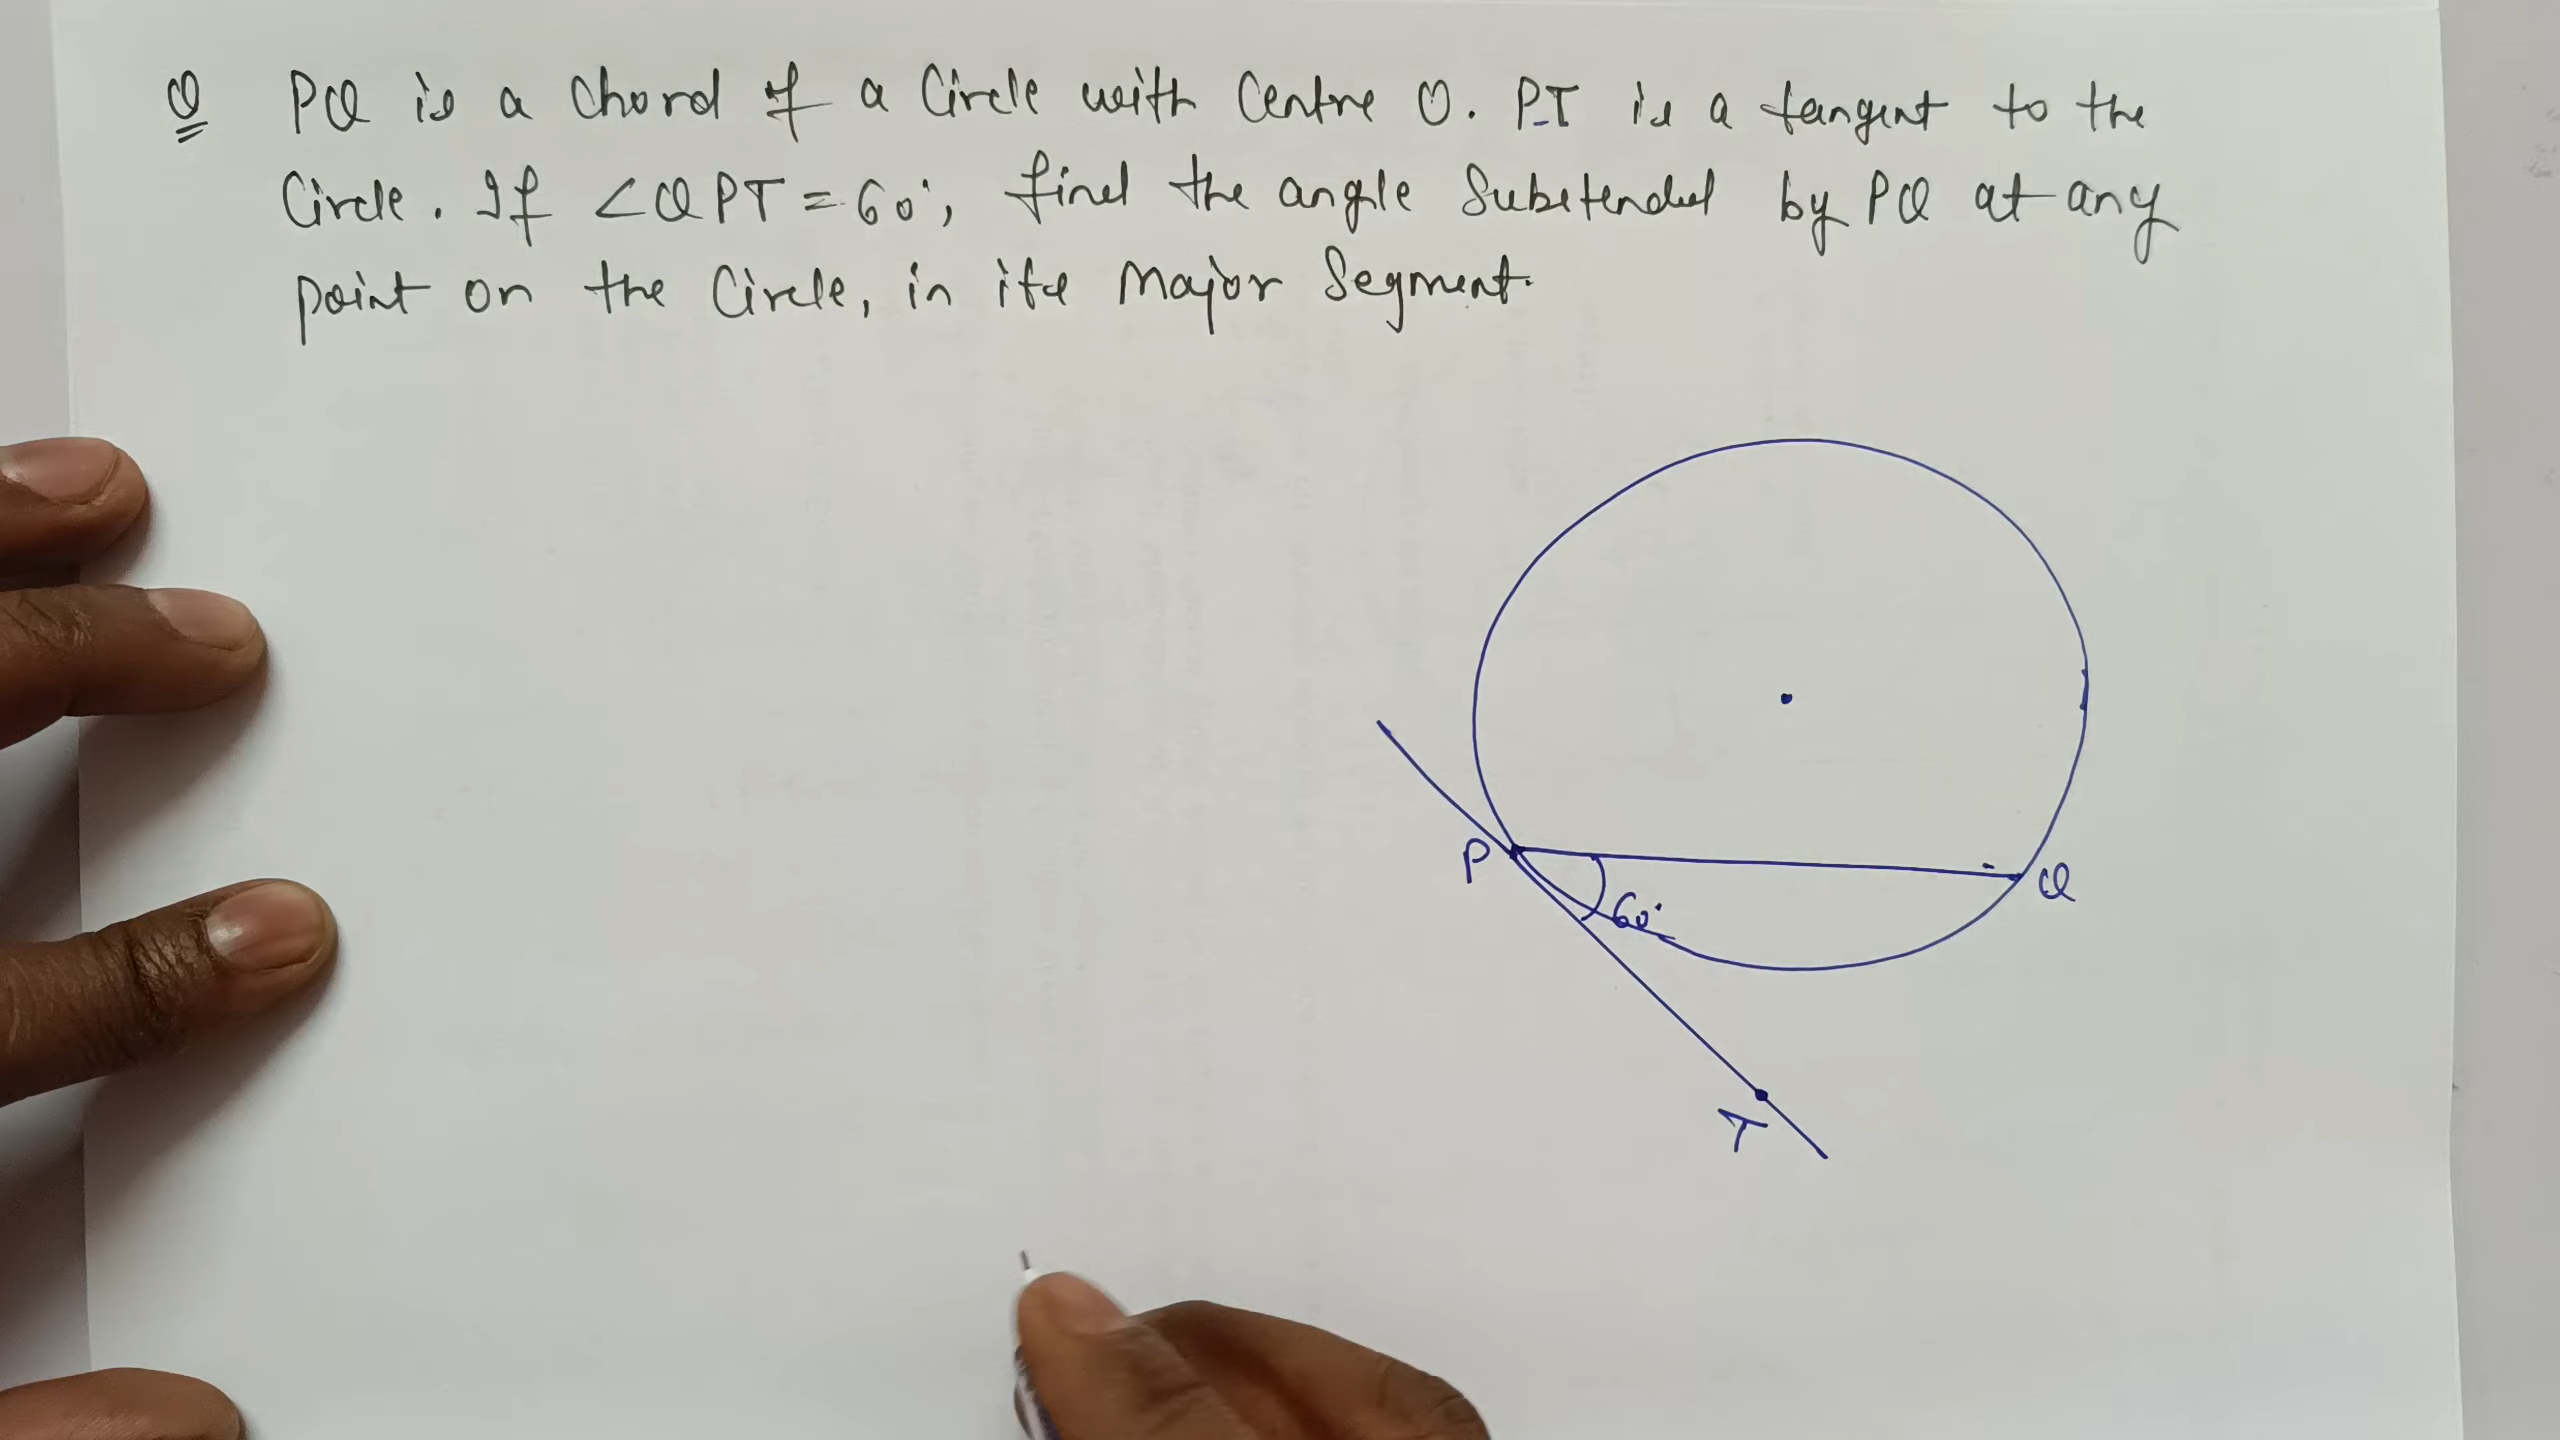 Q PQ is a Chord of a Circle with Centre O. PT is a tangent to the
Circle. If ∠QPT = 60°, find the angle Subetended by PQ at any
point on the Circle, in its Major Segment.
P
Q
60°
T